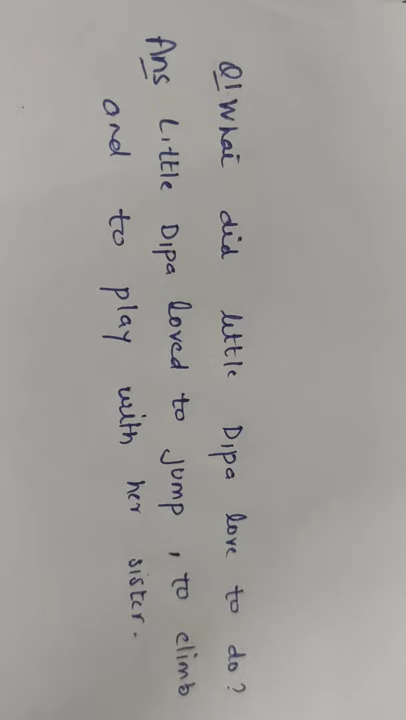 Q1 What did little Dipa love to do?
Ans Little Dipa loved to jump, to climb
and to play with her sister.